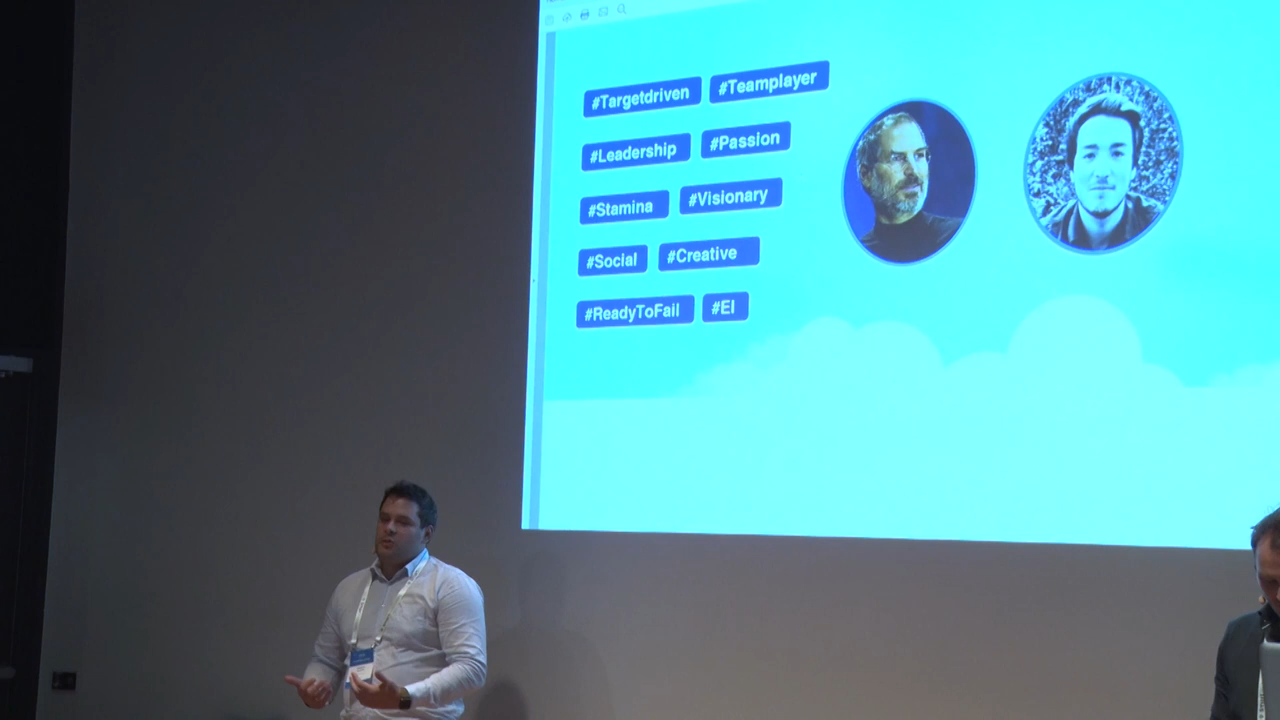 #Targetdriven #Teamplayer
#Leadership #Passion
#Stamina #Visionary
#Social #Creative
#ReadyToFail #EI